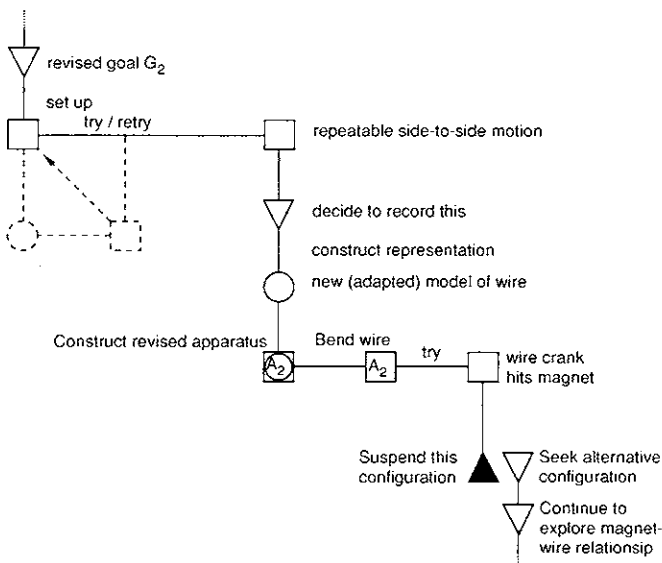 revised goal G₂
set up
try / retry
repeatable side-to-side motion
decide to record this
construct representation
new (adapted) model of wire
Construct revised apparatus
Bend wire
A₂
A₂
try
wire crank
hits magnet
Suspend this
configuration
Seek alternative
configuration
Continue to
explore magnet-
wire relationsip